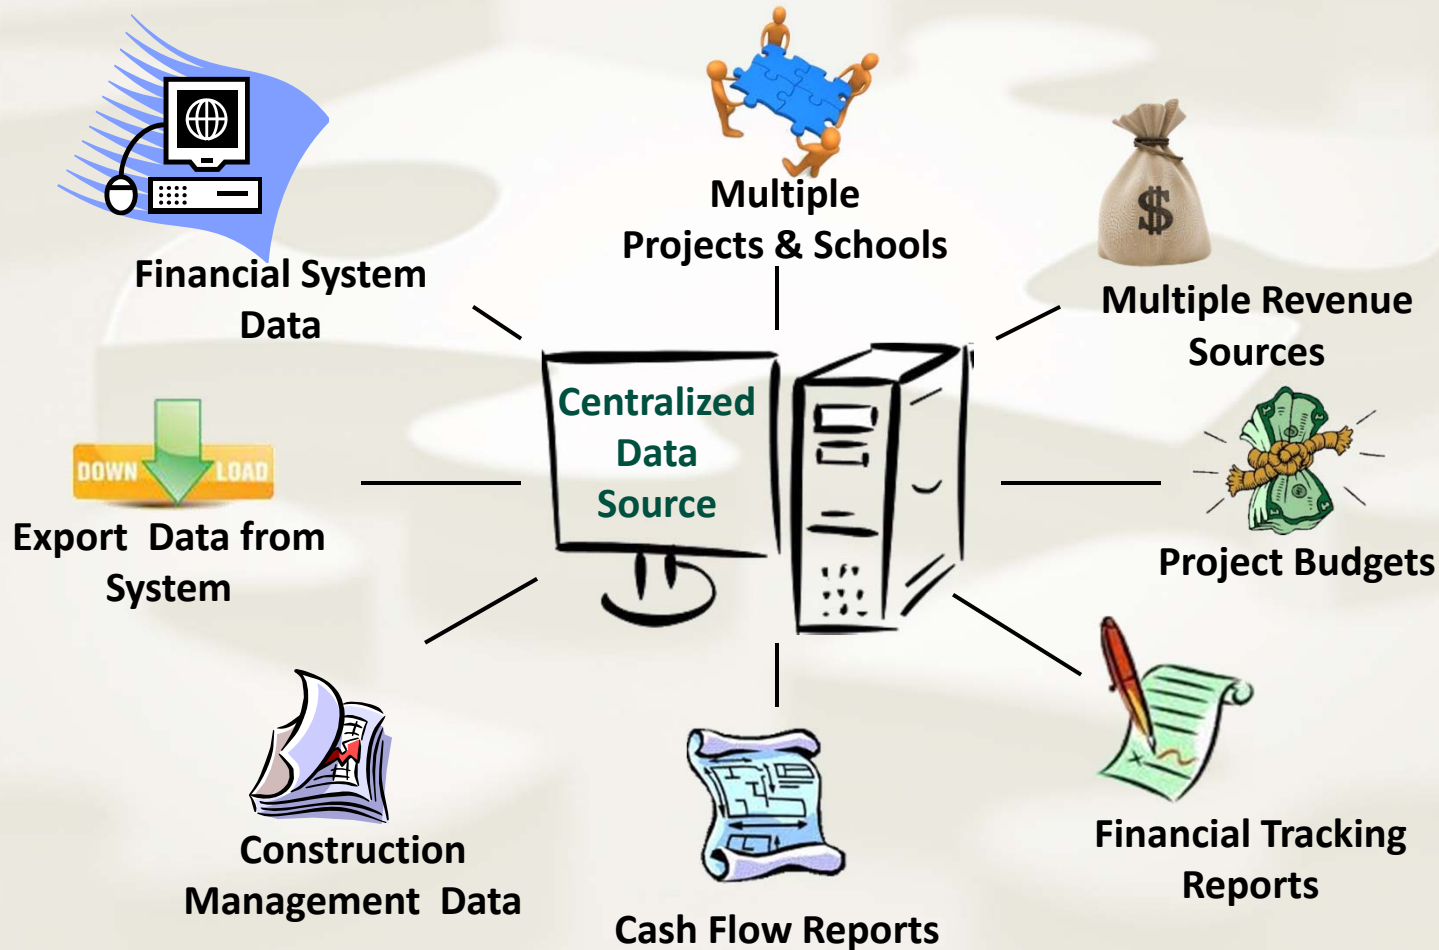 Multiple
Projects & Schools
Financial System
Data
$
Multiple Revenue
Sources
Centralized
Data
Source
DOWN LOAD
Export  Data from
System
Project Budgets
Construction
Management  Data
Cash Flow Reports
Financial Tracking
Reports